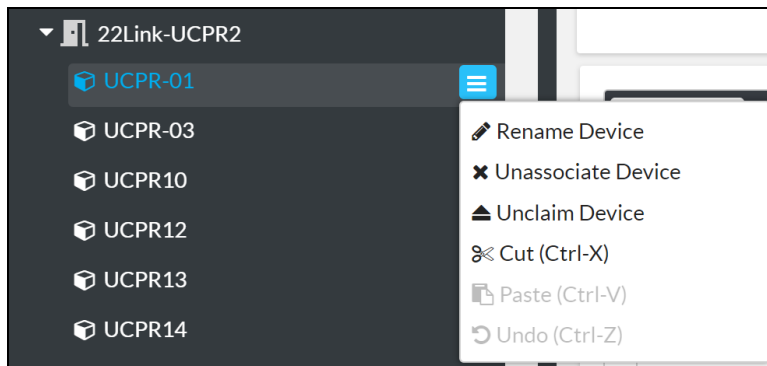 22Link-UCPR2
UCPR-01
UCPR-03
UCPR10
UCPR12
UCPR13
UCPR14
Rename Device
Unassociate Device
Unclaim Device
Cut (Ctrl-X)
Paste (Ctrl-V)
Undo (Ctrl-Z)